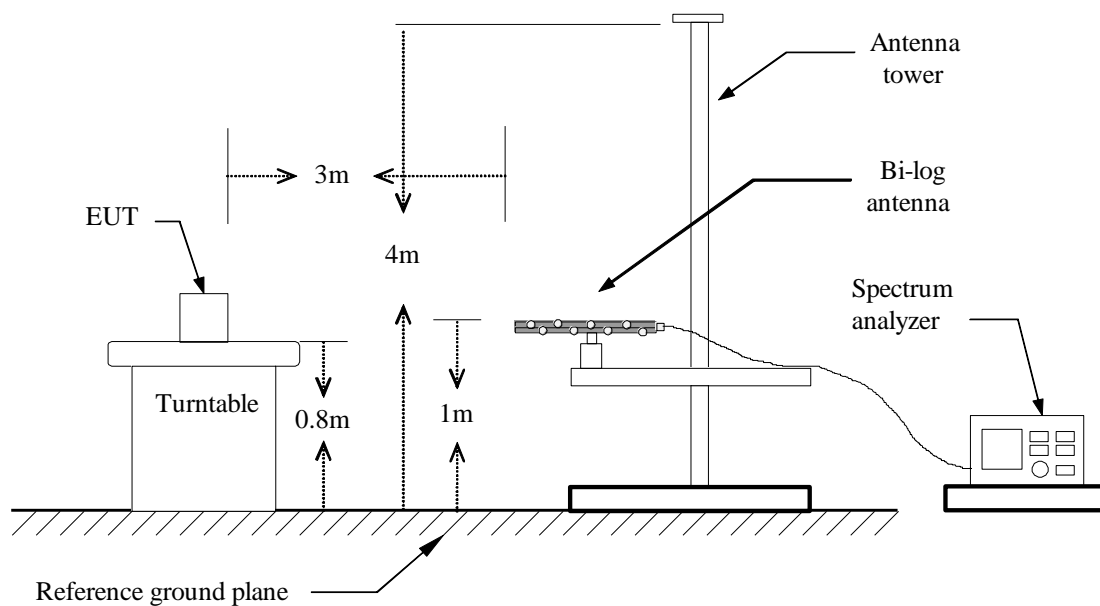 Antenna
tower
3m
Bi-log
antenna
EUT
4m
Spectrum
analyzer
Turntable
0.8m
1m
Reference ground plane